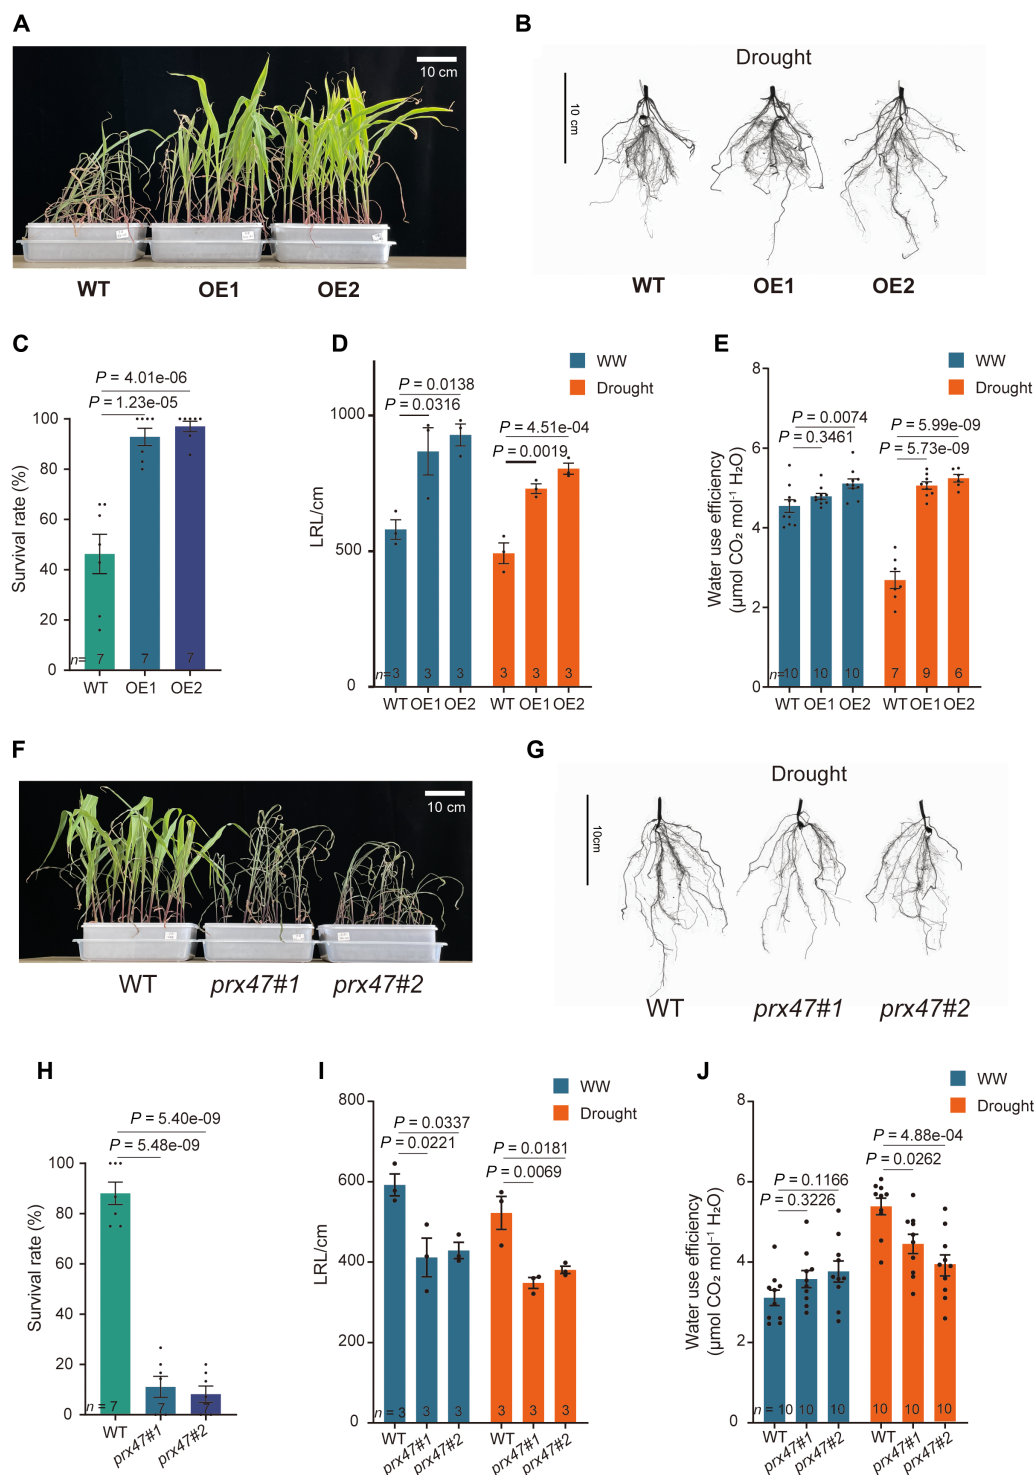 A
10 cm
WT
OE1
OE2
B
Drought
10 cm
WT
OE1
OE2
C
P = 4.01e-06
P = 1.23e-05
Survival rate (%)
100
80
60
40
20
0
n= 7
7
7
WT
OE1
OE2
D
WW
Drought
P = 0.0138
P = 0.0316
P = 4.51e-04
P = 0.0019
LRL/cm
1000
500
0
n=3
3
3
3
3
3
WT
OE1
OE2
WT
OE1
OE2
E
WW
Drought
P = 0.0074
P = 0.3461
P = 5.99e-09
P = 5.73e-09
Water use efficiency
(μmol CO₂ mol⁻¹ H₂O)
8
6
4
2
0
n=10
10
10
7
9
6
WT
OE1
OE2
WT
OE1
OE2
F
10 cm
WT
prx47#1
prx47#2
G
Drought
10cm
WT
prx47#1
prx47#2
H
P = 5.40e-09
P = 5.48e-09
Survival rate (%)
100
80
60
40
20
0
n = 7
7
WT
prx47#1
prx47#2
I
WW
Drought
P = 0.0337
P = 0.0221
P = 0.0181
P = 0.0069
LRL/cm
800
600
400
200
0
n = 3
3
3
3
3
3
WT
prx47#1
prx47#2
WT
prx47#1
prx47#2
J
WW
Drought
P = 4.88e-04
P = 0.0262
P = 0.1166
P = 0.3226
Water use efficiency
(μmol CO₂ mol⁻¹ H₂O)
8
6
4
2
0
n = 10
10
10
10
10
10
WT
prx47#1
prx47#2
WT
prx47#1
prx47#2